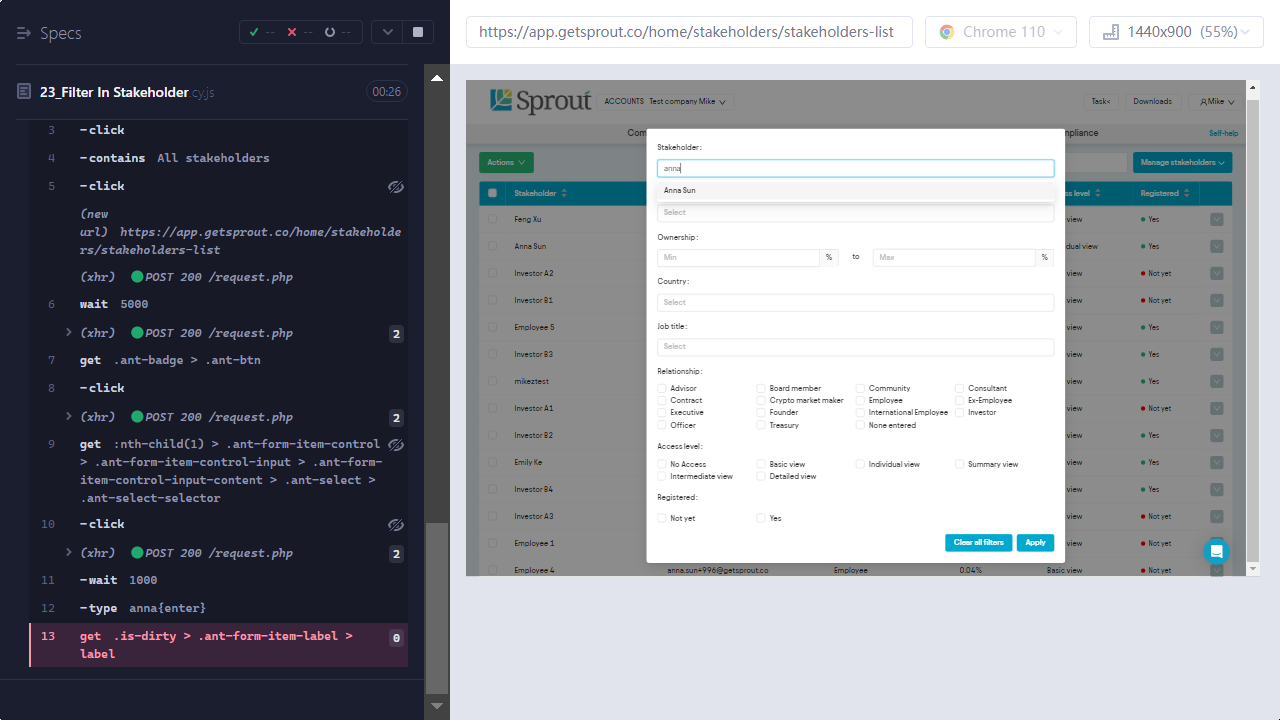 Specs
-- -- --
23_Filter In Stakeholder.cy.js
00:26
3 -click
4 -contains All stakeholders
5 -click
(new
url) https://app.getsprout.co/home/stakeholde
rs/stakeholders-list
(xhr) POST 200 /request.php
6 wait 5000
(xhr) POST 200 /request.php 2
7 get .ant-badge > .ant-btn
8 -click
(xhr) POST 200 /request.php 2
9 get :nth-child(1) > .ant-form-item-control
> .ant-form-item-control-input > .ant-form-
item-control-input-content > .ant-select >
.ant-select-selector
10 -click
(xhr) POST 200 /request.php 2
11 -wait 1000
12 -type anna{enter}
13 get .is-dirty > .ant-form-item-label > 0
label
https://app.getsprout.co/home/stakeholders/stakeholders-list
Chrome 110
1440x900 (55%)
Sprout
ACCOUNTS Test company Mike
Downloads
Mike
Self-help
Actions
Manage stakeholders
Stakeholder
Registered
Feng Xu
view
Yes
Anna Sun
Yes
Investor A2
view
Not yet
Investor B1
view
Not yet
Employee 5
view
Yes
Investor B3
view
Yes
mikeztest
view
Yes
Investor A1
view
Not yet
Investor B2
view
Yes
Emily Ke
view
Yes
Investor B4
view
Yes
Investor A3
view
Not yet
Employee 1
view
Not yet
Employee 4 anna.sun+996@getsprout.co Employee 0.04% Basic view Not yet
Stakeholder:
anna
Anna Sun
Select
Ownership:
Min % to Max %
Country:
Select
Job title:
Select
Relationship:
Advisor Board member Community Consultant
Contract Crypto market maker Employee Ex-Employee
Executive Founder International Employee Investor
Officer Treasury None entered
Access level:
No Access Basic view Individual view Summary view
Intermediate view Detailed view
Registered:
Not yet Yes
Clear all filters Apply